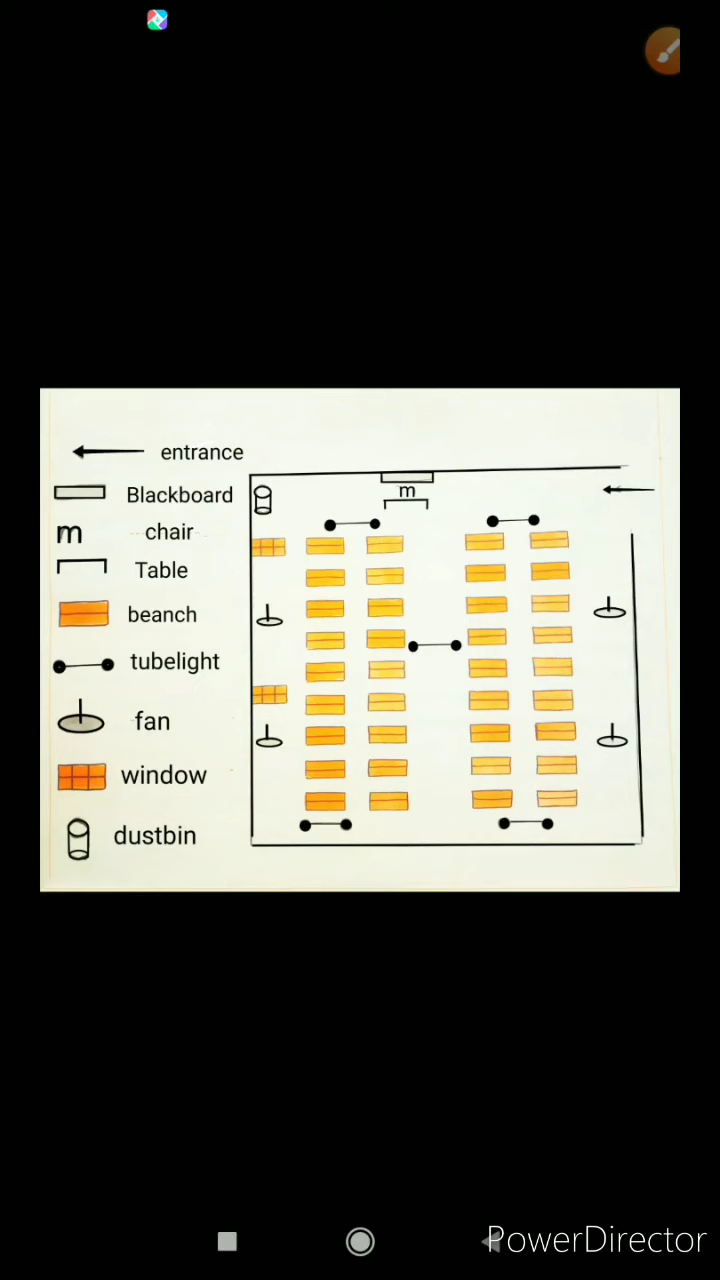 entrance
Blackboard
m chair
Table
beanch
tubelight
fan
window
dustbin
m
PowerDirector